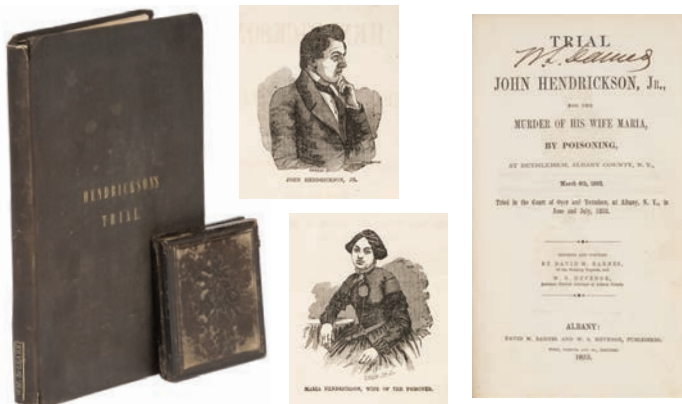 HENDRICKSON'S
TRIAL
JOHN HENDRICKSON, JR.
MARIA HENDRICKSON, WIFE OF THE PRISONER.
TRIAL
JOHN HENDRICKSON, JR.,
FOR THE
MURDER OF HIS WIFE MARIA,
BY POISONING,
AT BETHLEHEM, ALBANY COUNTY, N. Y.,
March 6th, 1853.
Tried in the Court of Oyer and Terminer, at Albany, N. Y., in
June and July, 1853.
BY DAVID M. BARNES,
W. S. HEVENOR,
ALBANY:
DAVID M. BARNES AND W. S. HEVENOR, PUBLISHERS.
1853.